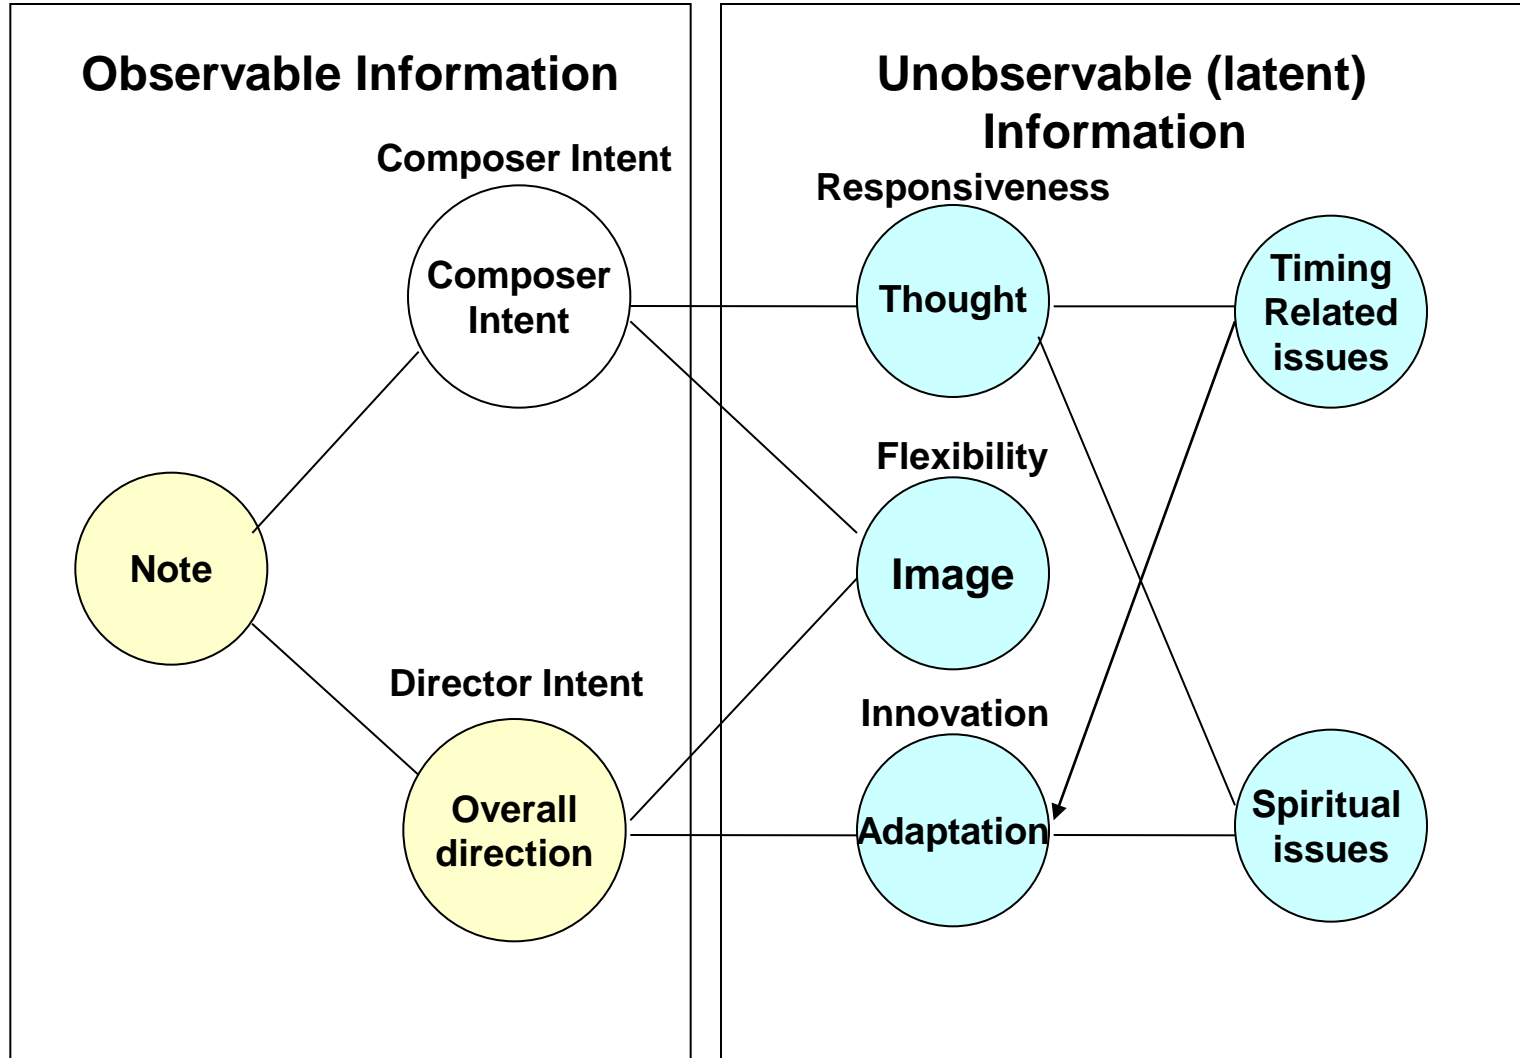 Observable Information
Composer Intent
Composer
Intent
Note
Director Intent
Overall
direction
Unobservable (latent)
Information
Responsiveness
Thought
Timing
Related
issues
Flexibility
Image
Innovation
Adaptation
Spiritual
issues